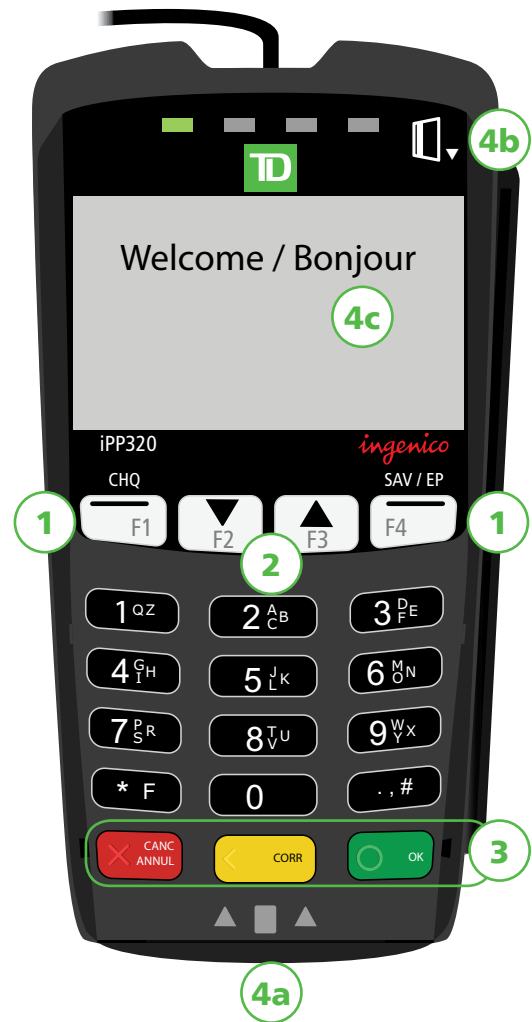 4b
TD
Welcome / Bonjour
4c
iPP320 ingenico
CHQ SAV / EP
1 F1 F2 F3 F4 1
2
1 QZ 2 ABC 3 DEF
4 GHI 5 JKL 6 MNO
7 PRS 8 TUV 9 WXY
* F 0 . , #
CANC ANNUL CORR OK 3
4a